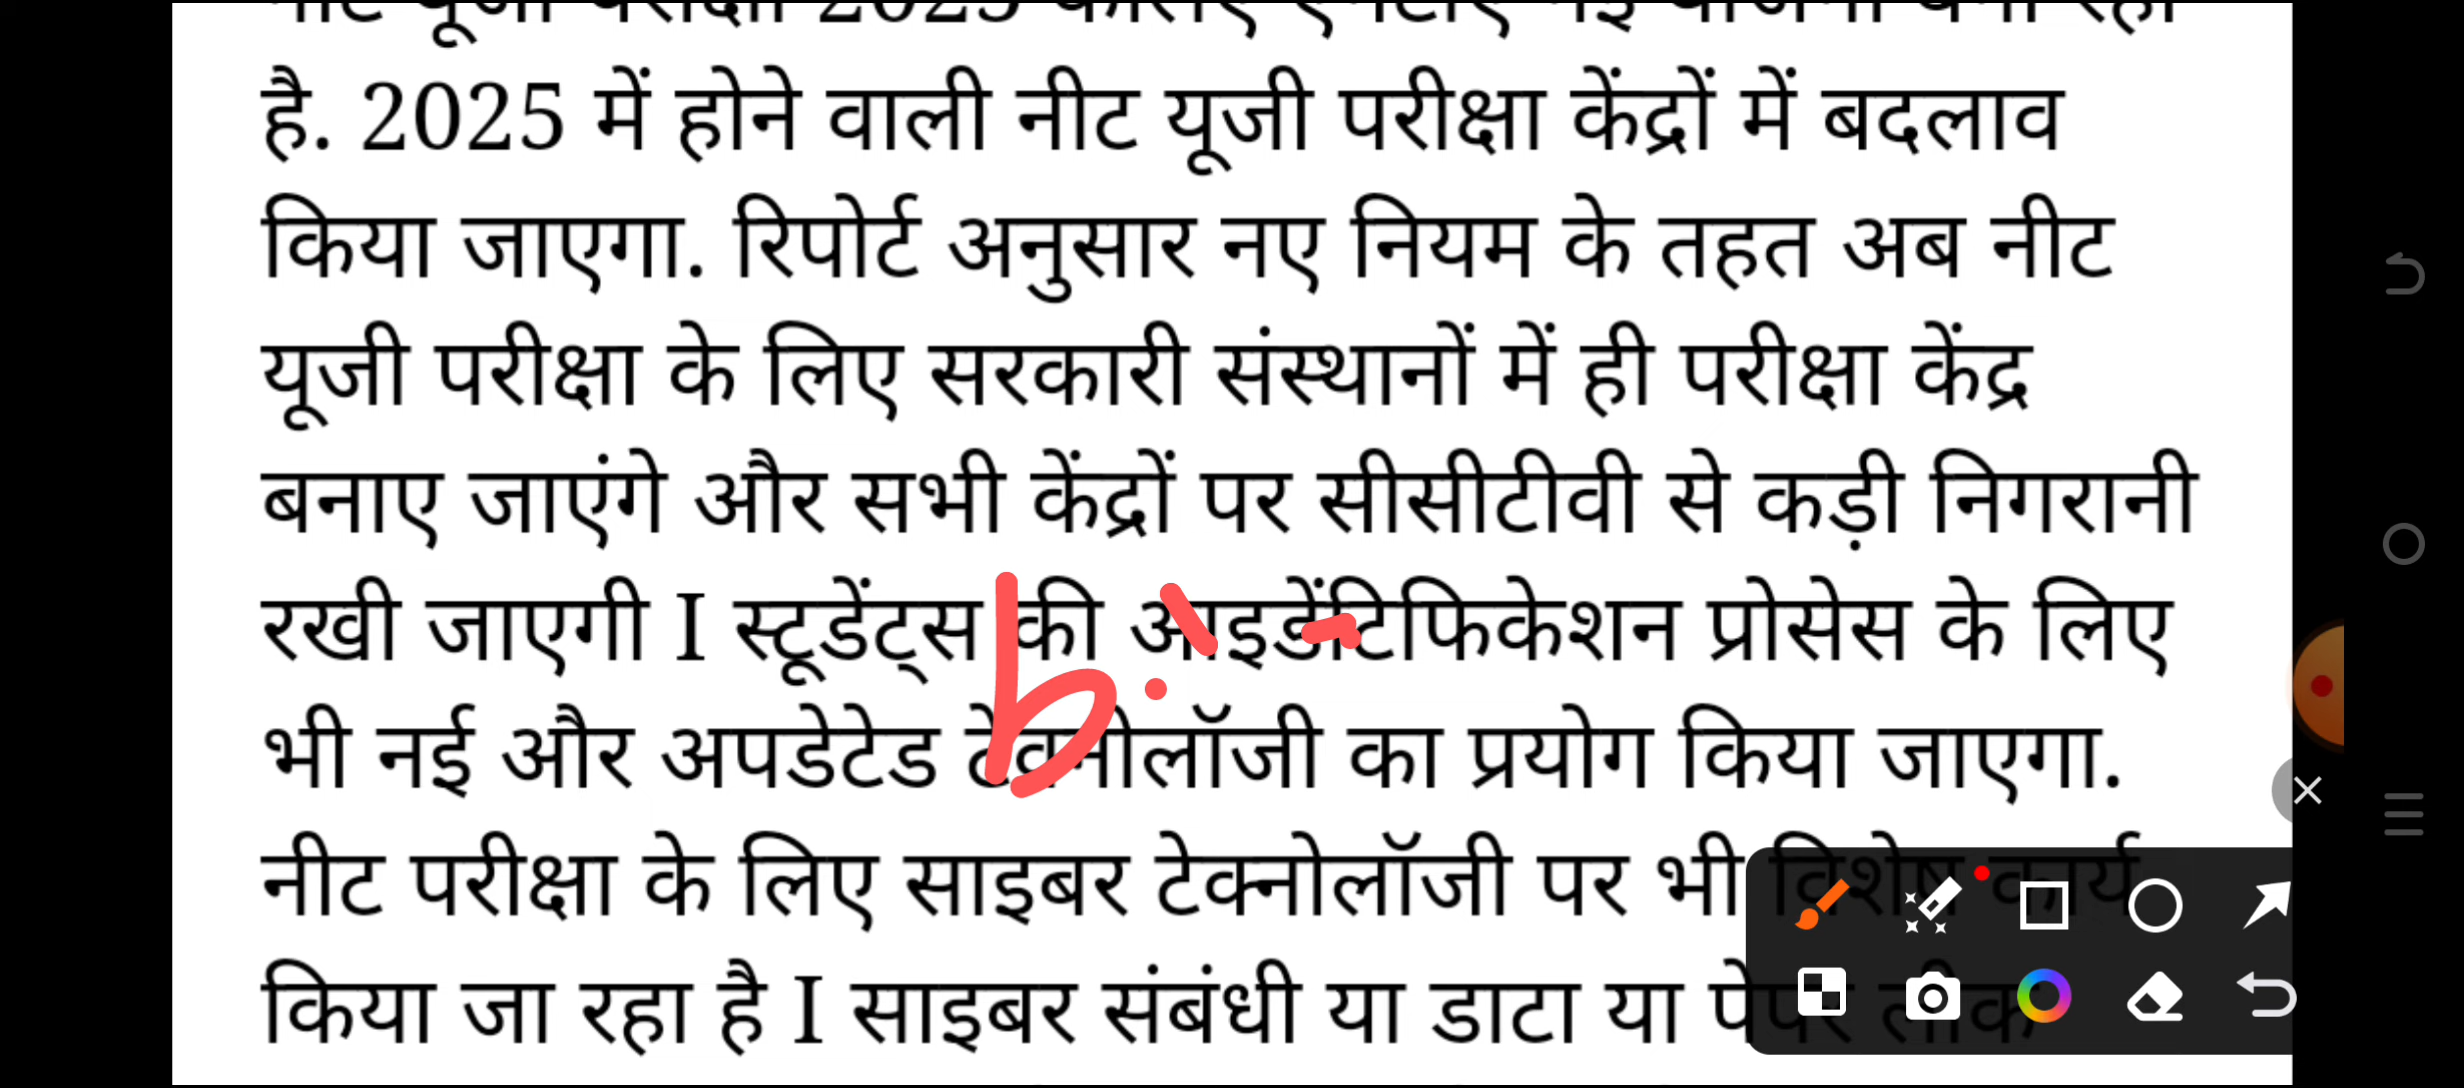 है. 2025 में होने वाली नीट यूजी परीक्षा केंद्रों में बदलाव
किया जाएगा. रिपोर्ट अनुसार नए नियम के तहत अब नीट
यूजी परीक्षा के लिए सरकारी संस्थानों में ही परीक्षा केंद्र
बनाए जाएंगे और सभी केंद्रों पर सीसीटीवी से कड़ी निगरानी
रखी जाएगी I स्टूडेंट्स की आइडेंटिफिकेशन प्रोसेस के लिए
भी नई और अपडेटेड टेक्नोलॉजी का प्रयोग किया जाएगा.
नीट परीक्षा के लिए साइबर टेक्नोलॉजी पर भी विशेष कार्य
किया जा रहा है I साइबर संबंधी या डाटा या पेपर लीक